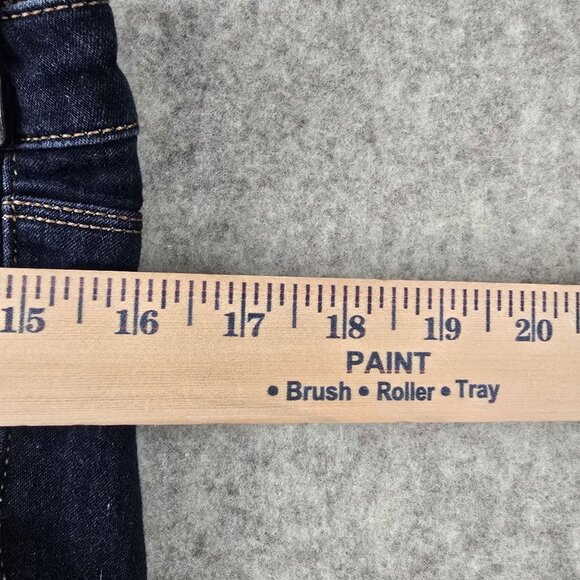 15 16 17 18 19 20
PAINT
• Brush • Roller • Tray